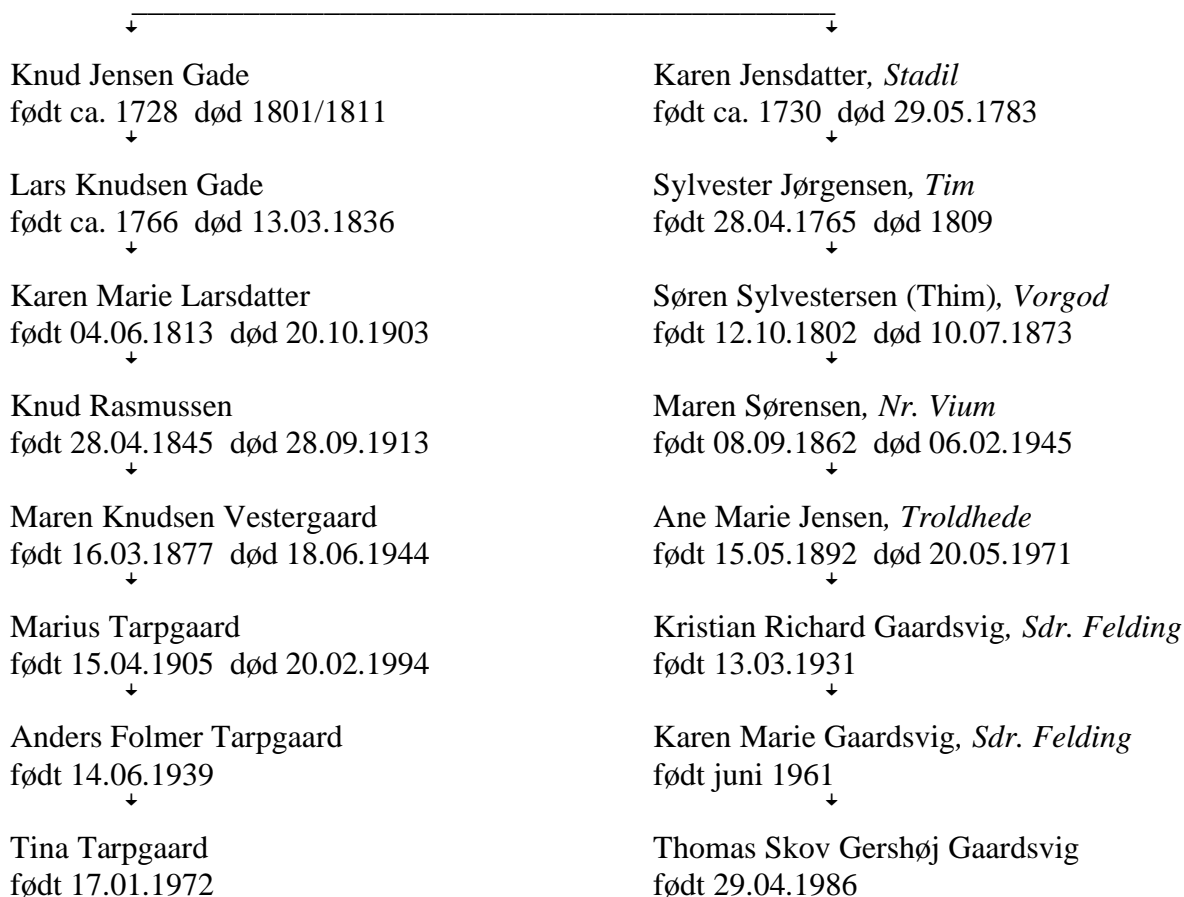 Knud Jensen Gade
født ca. 1728  død 1801/1811
Lars Knudsen Gade
født ca. 1766  død 13.03.1836
Karen Marie Larsdatter
født 04.06.1813  død 20.10.1903
Knud Rasmussen
født 28.04.1845  død 28.09.1913
Maren Knudsen Vestergaard
født 16.03.1877  død 18.06.1944
Marius Tarpgaard
født 15.04.1905  død 20.02.1994
Anders Folmer Tarpgaard
født 14.06.1939
Tina Tarpgaard
født 17.01.1972
Karen Jensdatter, Stadil
født ca. 1730  død 29.05.1783
Sylvester Jørgensen, Tim
født 28.04.1765  død 1809
Søren Sylvestersen (Thim), Vorgod
født 12.10.1802  død 10.07.1873
Maren Sørensen, Nr. Vium
født 08.09.1862  død 06.02.1945
Ane Marie Jensen, Troldhede
født 15.05.1892  død 20.05.1971
Kristian Richard Gaardsvig, Sdr. Felding
født 13.03.1931
Karen Marie Gaardsvig, Sdr. Felding
født juni 1961
Thomas Skov Gershøj Gaardsvig
født 29.04.1986